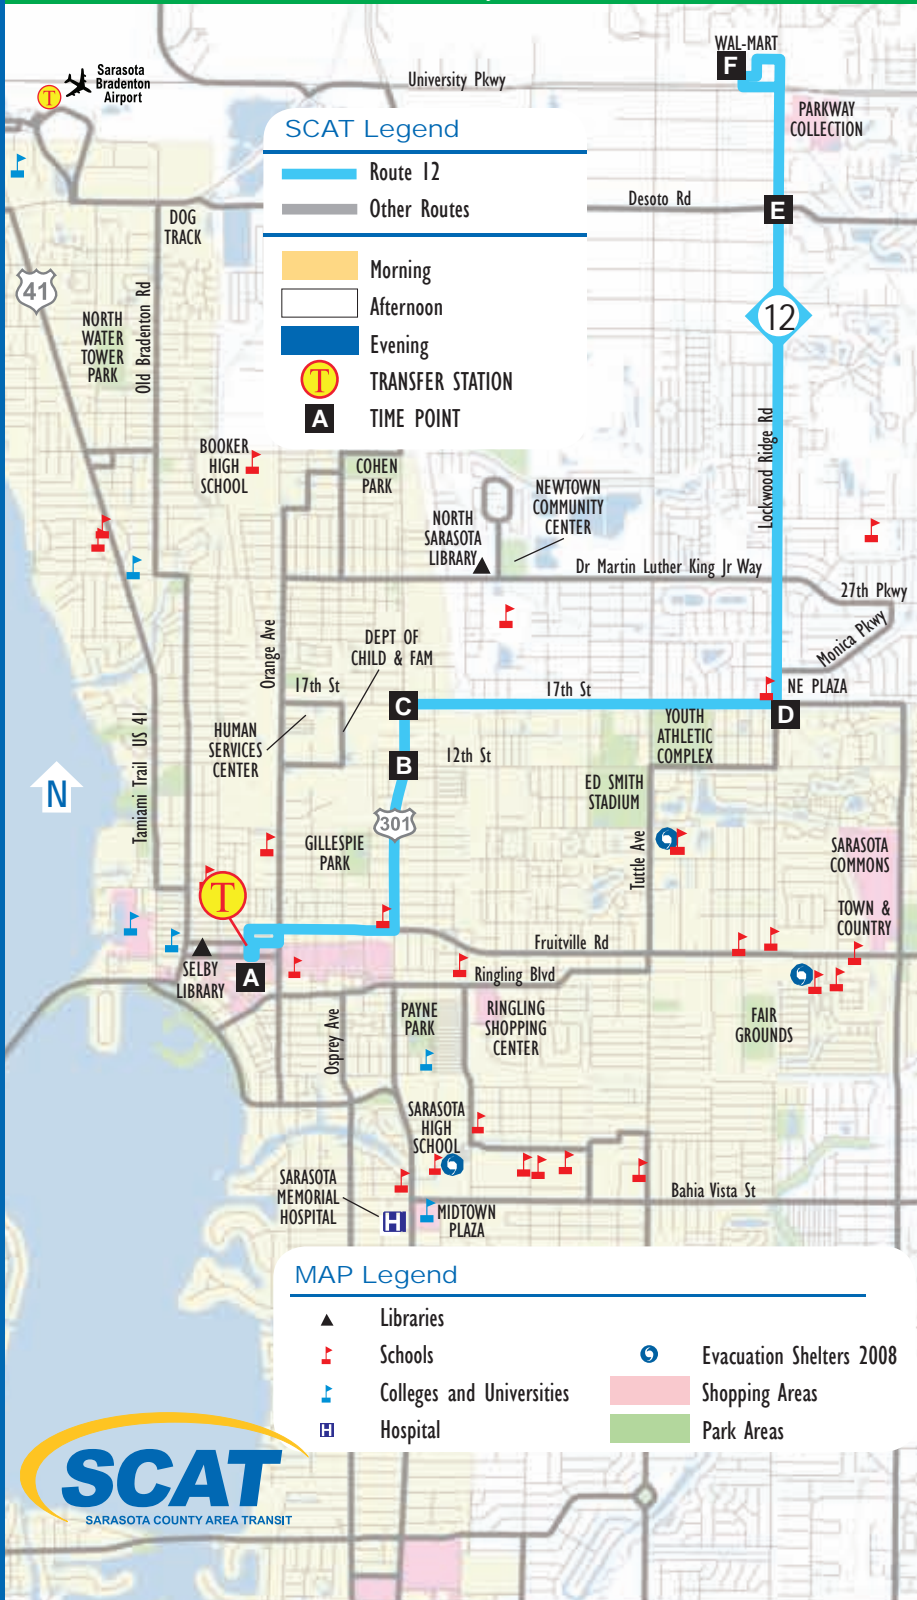 WAL-MART
F
Sarasota
Bradenton
Airport
T
University Pkwy
PARKWAY
COLLECTION
SCAT Legend
Route 12
Other Routes
Morning
Afternoon
Evening
T
TRANSFER STATION
A
TIME POINT
Desoto Rd
E
DOG
TRACK
41
12
NORTH
WATER
TOWER
PARK
Old Bradenton Rd
Lockwood Ridge Rd
BOOKER
HIGH
SCHOOL
COHEN
PARK
NEWTOWN
COMMUNITY
CENTER
NORTH
SARASOTA
LIBRARY
Dr Martin Luther King Jr Way
27th Pkwy
Monica Pkwy
Orange Ave
DEPT OF
CHILD & FAM
17th St
17th St
NE PLAZA
C
D
HUMAN
SERVICES
CENTER
YOUTH
ATHLETIC
COMPLEX
B
12th St
Tamiami Trail US 41
N
ED SMITH
STADIUM
301
GILLESPIE
PARK
Tuttle Ave
SARASOTA
COMMONS
T
TOWN &
COUNTRY
Fruitville Rd
SELBY
LIBRARY
A
Ringling Blvd
Osprey Ave
PAYNE
PARK
RINGLING
SHOPPING
CENTER
FAIR
GROUNDS
SARASOTA
HIGH
SCHOOL
SARASOTA
MEMORIAL
HOSPITAL
H
MIDTOWN
PLAZA
Bahia Vista St
MAP Legend
Libraries
Schools
Evacuation Shelters 2008
Colleges and Universities
Shopping Areas
H
Hospital
Park Areas
SCAT
SARASOTA COUNTY AREA TRANSIT